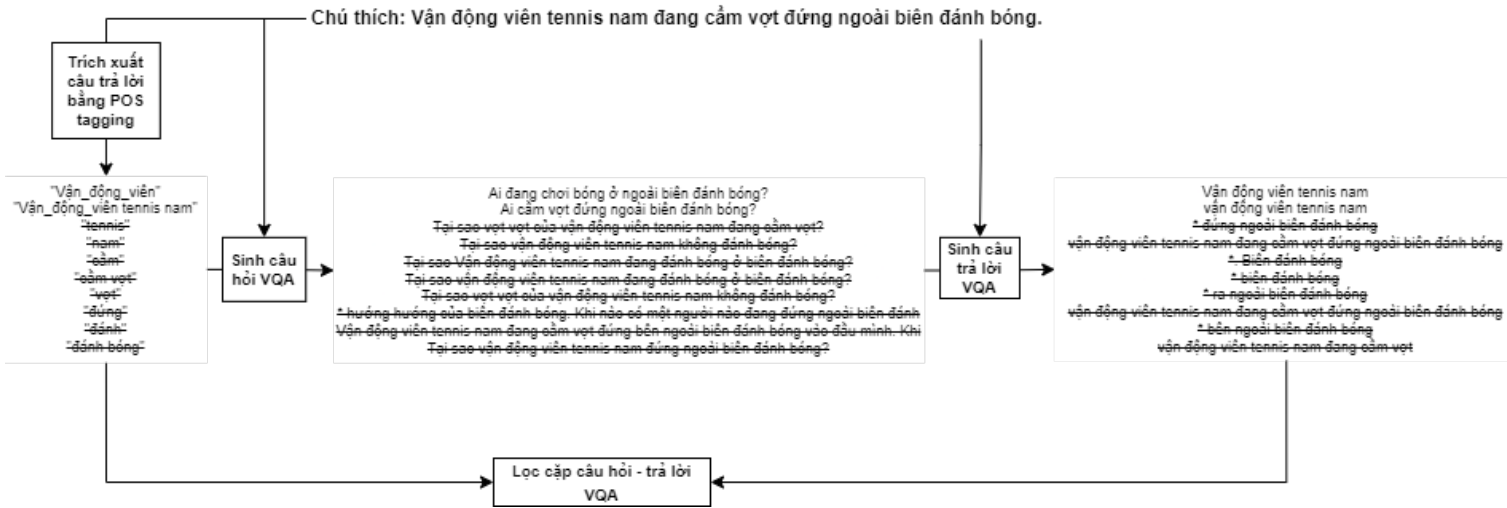 Chú thích: Vận động viên tennis nam đang cầm vợt đứng ngoài biên đánh bóng.
Trích xuất
câu trả lời
bằng POS
tagging
"Vận_động_viên"
"Vận_động_viên tennis nam"
"tennis"
"nam"
"cầm"
"cầm vợt"
"vợt"
"đứng"
"đánh"
"đánh bóng"
Sinh câu
hỏi VQA
Ai đang chơi bóng ở ngoài biên đánh bóng?
Ai cầm vợt đứng ngoài biên đánh bóng?
Tại sao vợt vợt của vận động viên tennis nam đang cầm vợt?
Tại sao vận động viên tennis nam không đánh bóng?
Tại sao Vận động viên tennis nam đang đánh bóng ở biên đánh bóng?
Tại sao vận động viên tennis nam đang đánh bóng ở biên đánh bóng?
Tại sao vợt vợt của vận động viên tennis nam không đánh bóng?
* hướng hướng của biên đánh bóng. Khi nào có một người nào đang đứng ngoài biên đánh
Vận động viên tennis nam đang cầm vợt đứng bên ngoài biên đánh bóng vào đầu mình. Khi
Tại sao vận động viên tennis nam đứng ngoài biên đánh bóng?
Sinh câu
trả lời
VQA
Vận động viên tennis nam
vận động viên tennis nam
* đứng ngoài biên đánh bóng
vận động viên tennis nam đang cầm vợt đứng ngoài biên đánh bóng
*. Biên đánh bóng
* biên đánh bóng
* ra ngoài biên đánh bóng
vận động viên tennis nam đang cầm vợt đứng ngoài biên đánh bóng
* bên ngoài biên đánh bóng
vận động viên tennis nam đang cầm vợt
Lọc cặp câu hỏi - trả lời
VQA